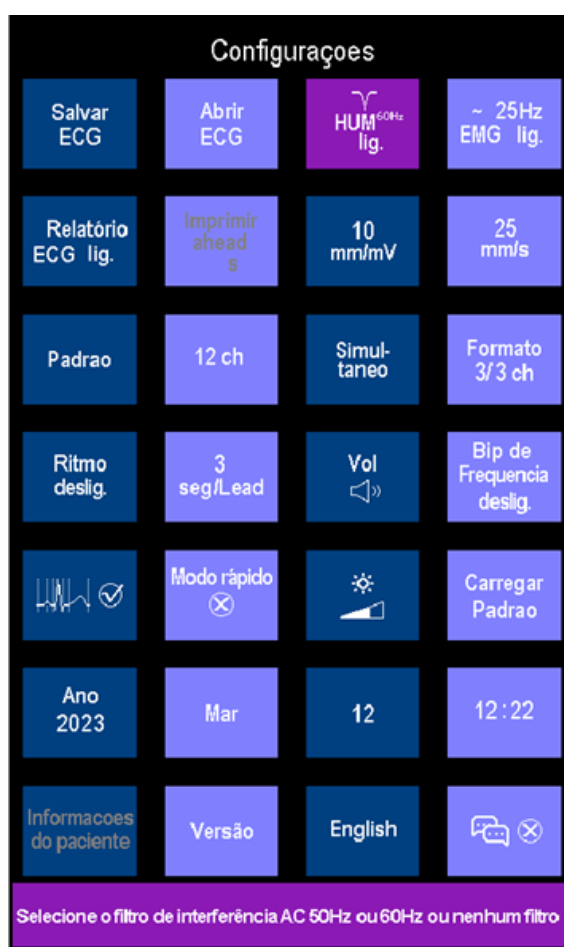 Configuraçoes
Salvar
ECG
Abrir
ECG
HUM 60Hz
lig.
~ 25Hz
EMG lig.
Relatório
ECG lig.
Imprimir
ahead
s
10
mm/mV
25
mm/s
Padrao
12 ch
Simul-
taneo
Formato
3/3 ch
Ritmo
deslig.
3
seg/Lead
Vol
Bip de
Frequencia
deslig.
Modo rápido
Carregar
Padrao
Ano
2023
Mar
12
12:22
Informacoes
do paciente
Versão
English
Selecione o filtro de interferência AC 50Hz ou 60Hz ou nenhum filtro